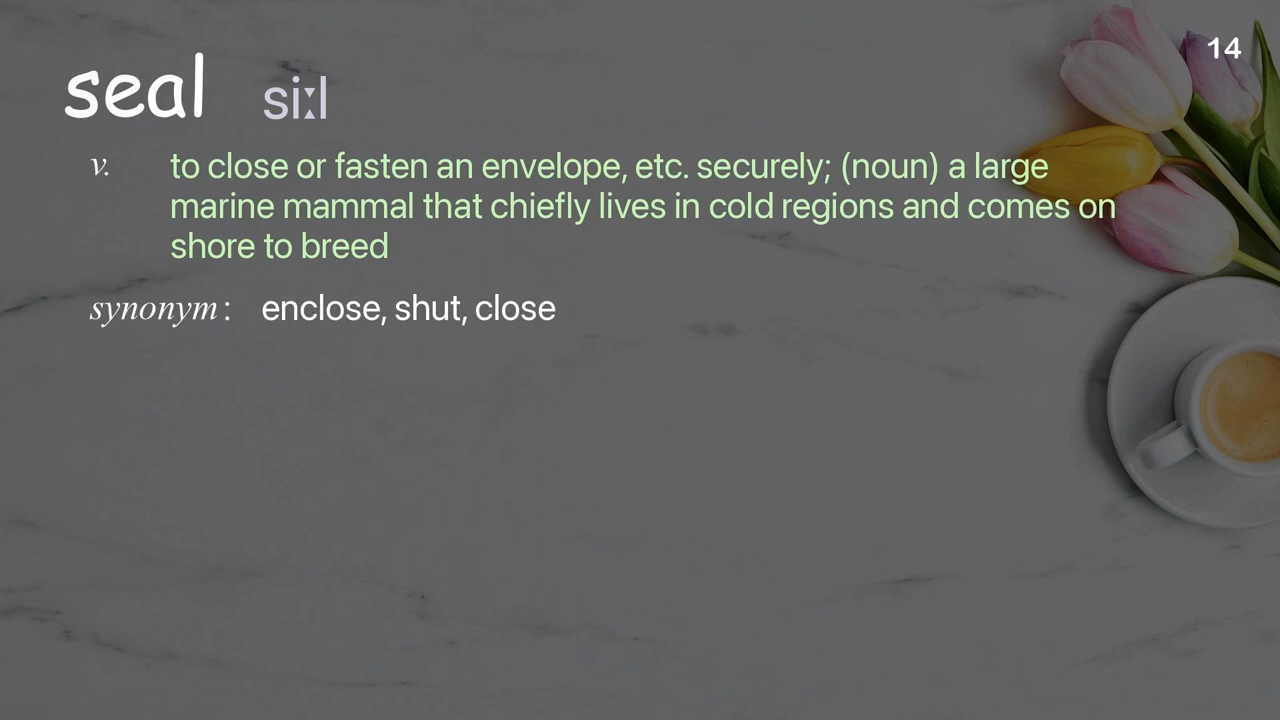 14
seal siːl
v. to close or fasten an envelope, etc. securely; (noun) a large
marine mammal that chiefly lives in cold regions and comes on
shore to breed
synonym : enclose, shut, close